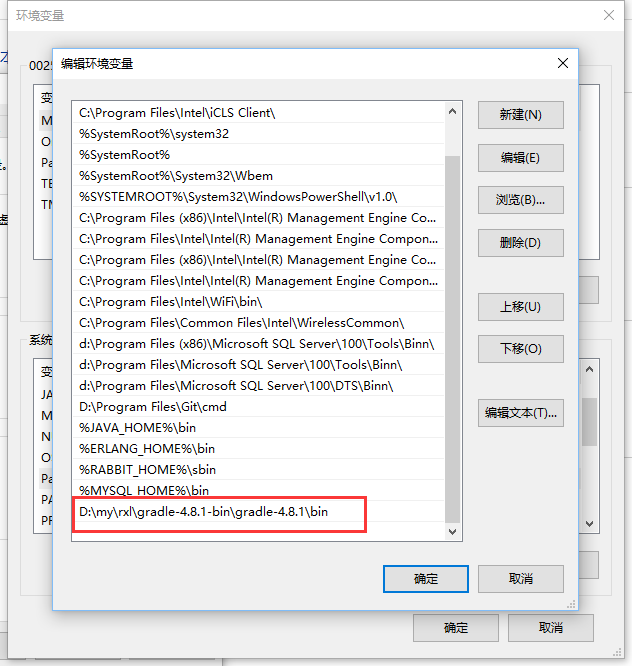 环境变量
编辑环境变量
C:\Program Files\Intel\iCLS Client\
%SystemRoot%\system32
%SystemRoot%
%SystemRoot%\System32\Wbem
%SYSTEMROOT%\System32\WindowsPowerShell\v1.0\
C:\Program Files (x86)\Intel\Intel(R) Management Engine Co...
C:\Program Files\Intel\Intel(R) Management Engine Compon...
C:\Program Files (x86)\Intel\Intel(R) Management Engine Co...
C:\Program Files\Intel\Intel(R) Management Engine Compon...
C:\Program Files\Intel\WiFi\bin\
C:\Program Files\Common Files\Intel\WirelessCommon\
d:\Program Files (x86)\Microsoft SQL Server\100\Tools\Binn\
d:\Program Files\Microsoft SQL Server\100\Tools\Binn\
d:\Program Files\Microsoft SQL Server\100\DTS\Binn\
D:\Program Files\Git\cmd
%JAVA_HOME%\bin
%ERLANG_HOME%\bin
%RABBIT_HOME%\sbin
%MYSQL_HOME%\bin
D:\my\rxl\gradle-4.8.1-bin\gradle-4.8.1\bin
新建(N)
编辑(E)
浏览(B)...
删除(D)
上移(U)
下移(O)
编辑文本(T)...
确定
取消
002
变
M
O
Pa
TE
TM
系统
变
JA
M
N
O
Pa
PA
PF
确定
取消